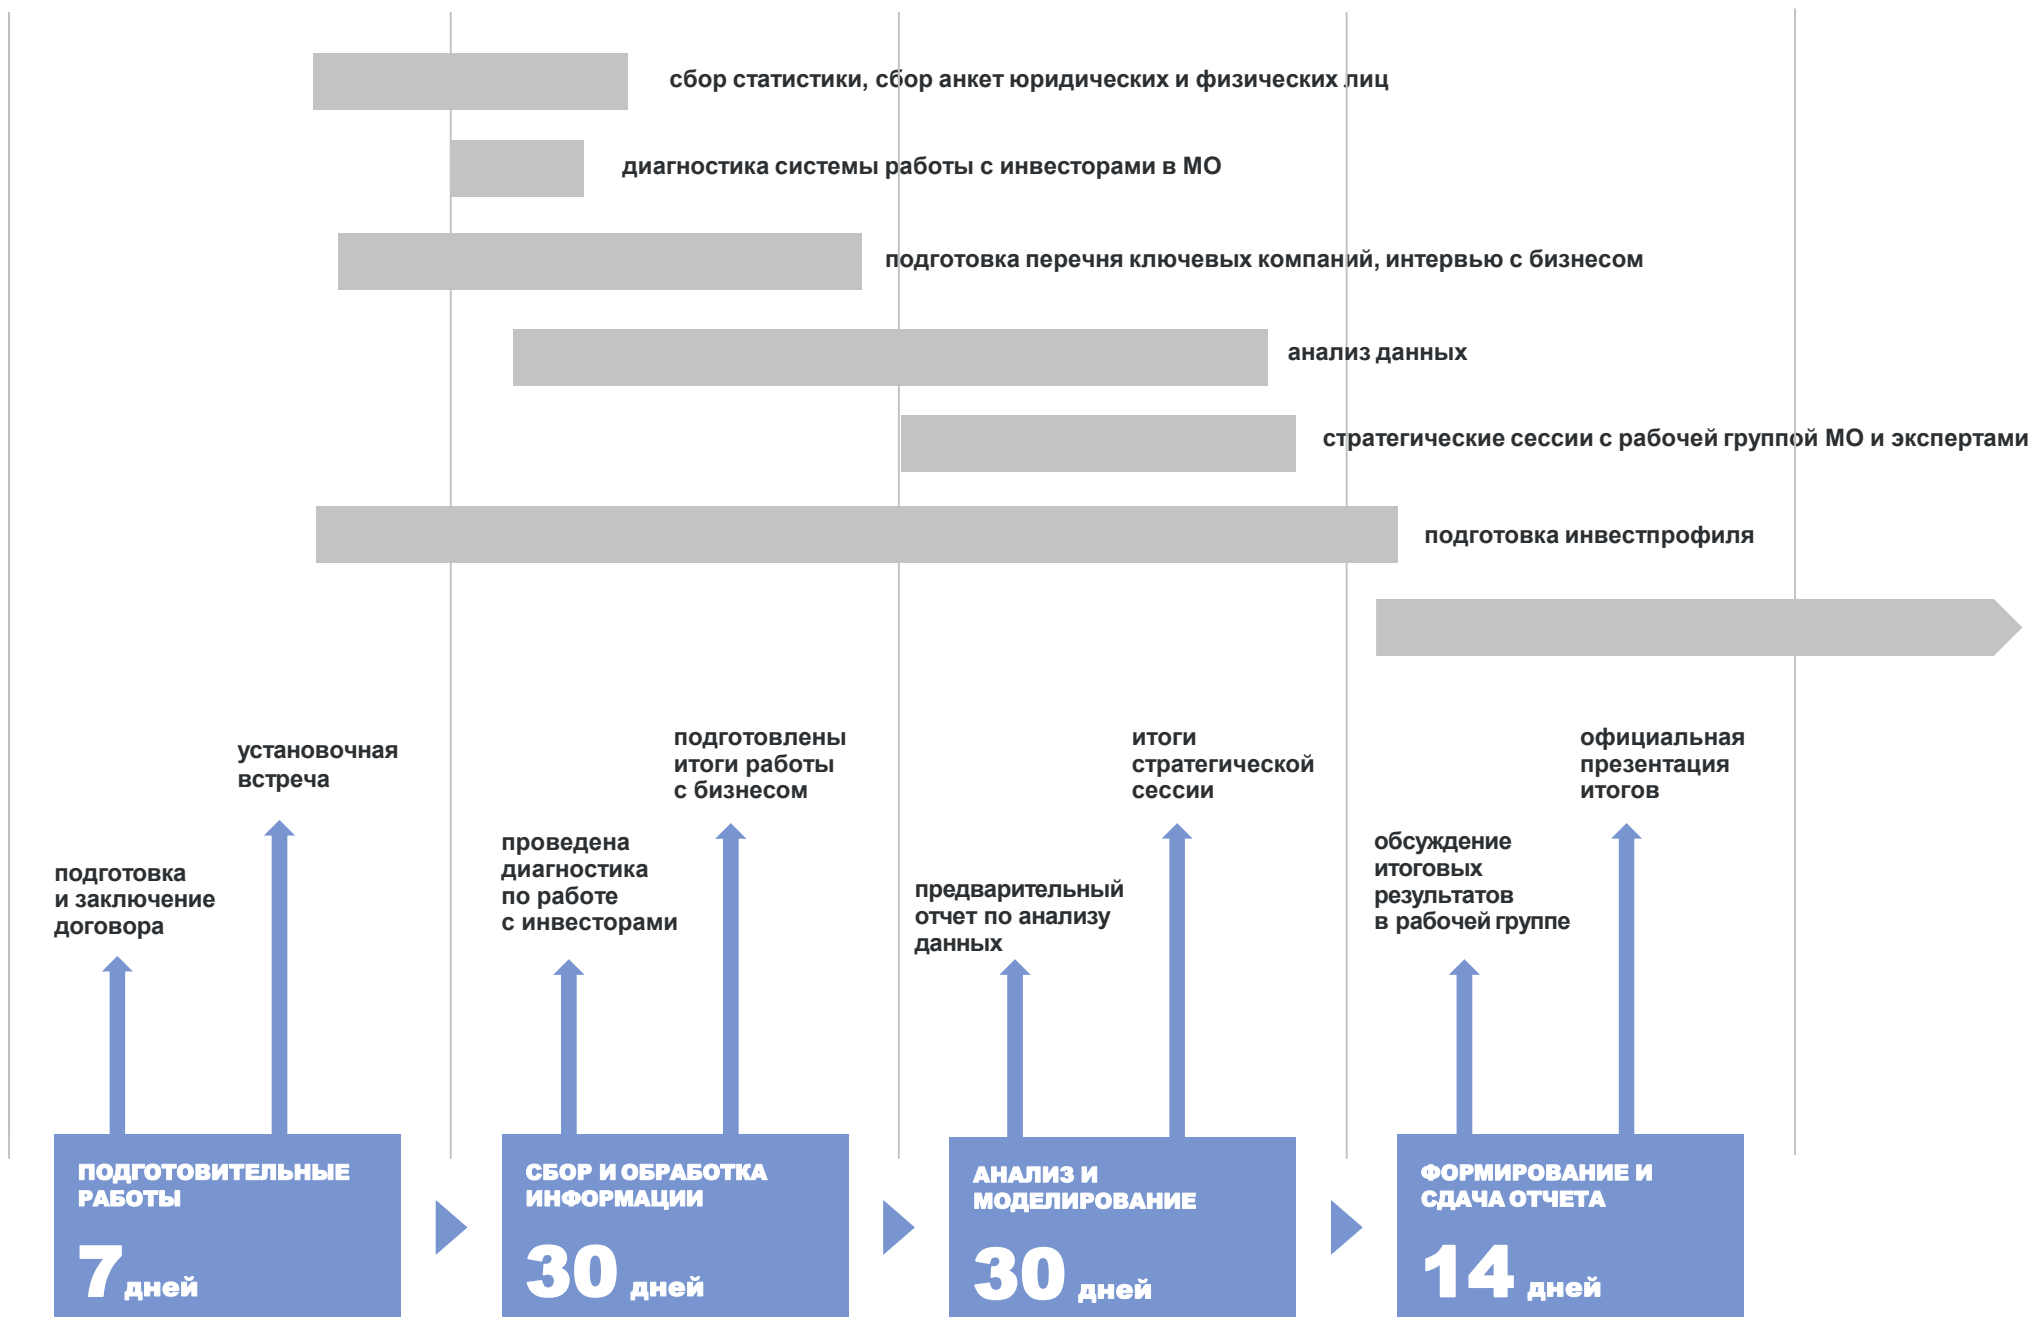 сбор статистики, сбор анкет юридических и физических лиц
диагностика системы работы с инвесторами в МО
подготовка перечня ключевых компаний, интервью с бизнесом
анализ данных
стратегические сессии с рабочей группой МО и экспертами
подготовка инвестпрофиля
подготовка
и заключение
договора
установочная
встреча
проведена
диагностика
по работе
с инвесторами
подготовлены
итоги работы
с бизнесом
предварительный
отчет по анализу
данных
итоги
стратегической
сессии
обсуждение
итоговых
результатов
в рабочей группе
официальная
презентация
итогов
ПОДГОТОВИТЕЛЬНЫЕ
РАБОТЫ
7 дней
СБОР И ОБРАБОТКА
ИНФОРМАЦИИ
30 дней
АНАЛИЗ И
МОДЕЛИРОВАНИЕ
30 дней
ФОРМИРОВАНИЕ И
СДАЧА ОТЧЕТА
14 дней